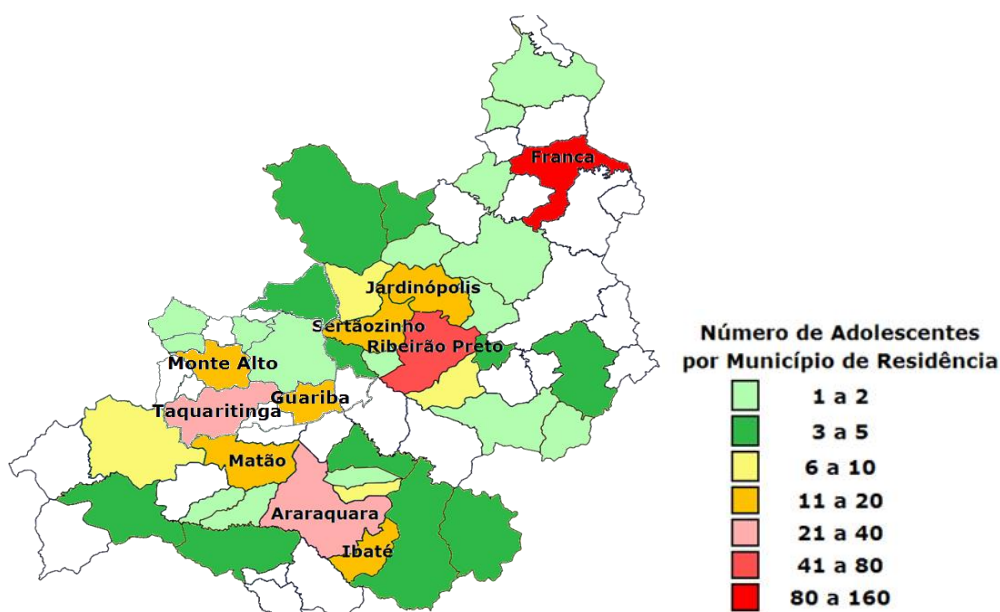 Franca
Jardinópolis
Sertãozinho
Ribeirão Preto
Monte Alto
Guariba
Taquaritinga
Matão
Araraquara
Ibaté
Número de Adolescentes
por Município de Residência
1 a 2
3 a 5
6 a 10
11 a 20
21 a 40
41 a 80
80 a 160